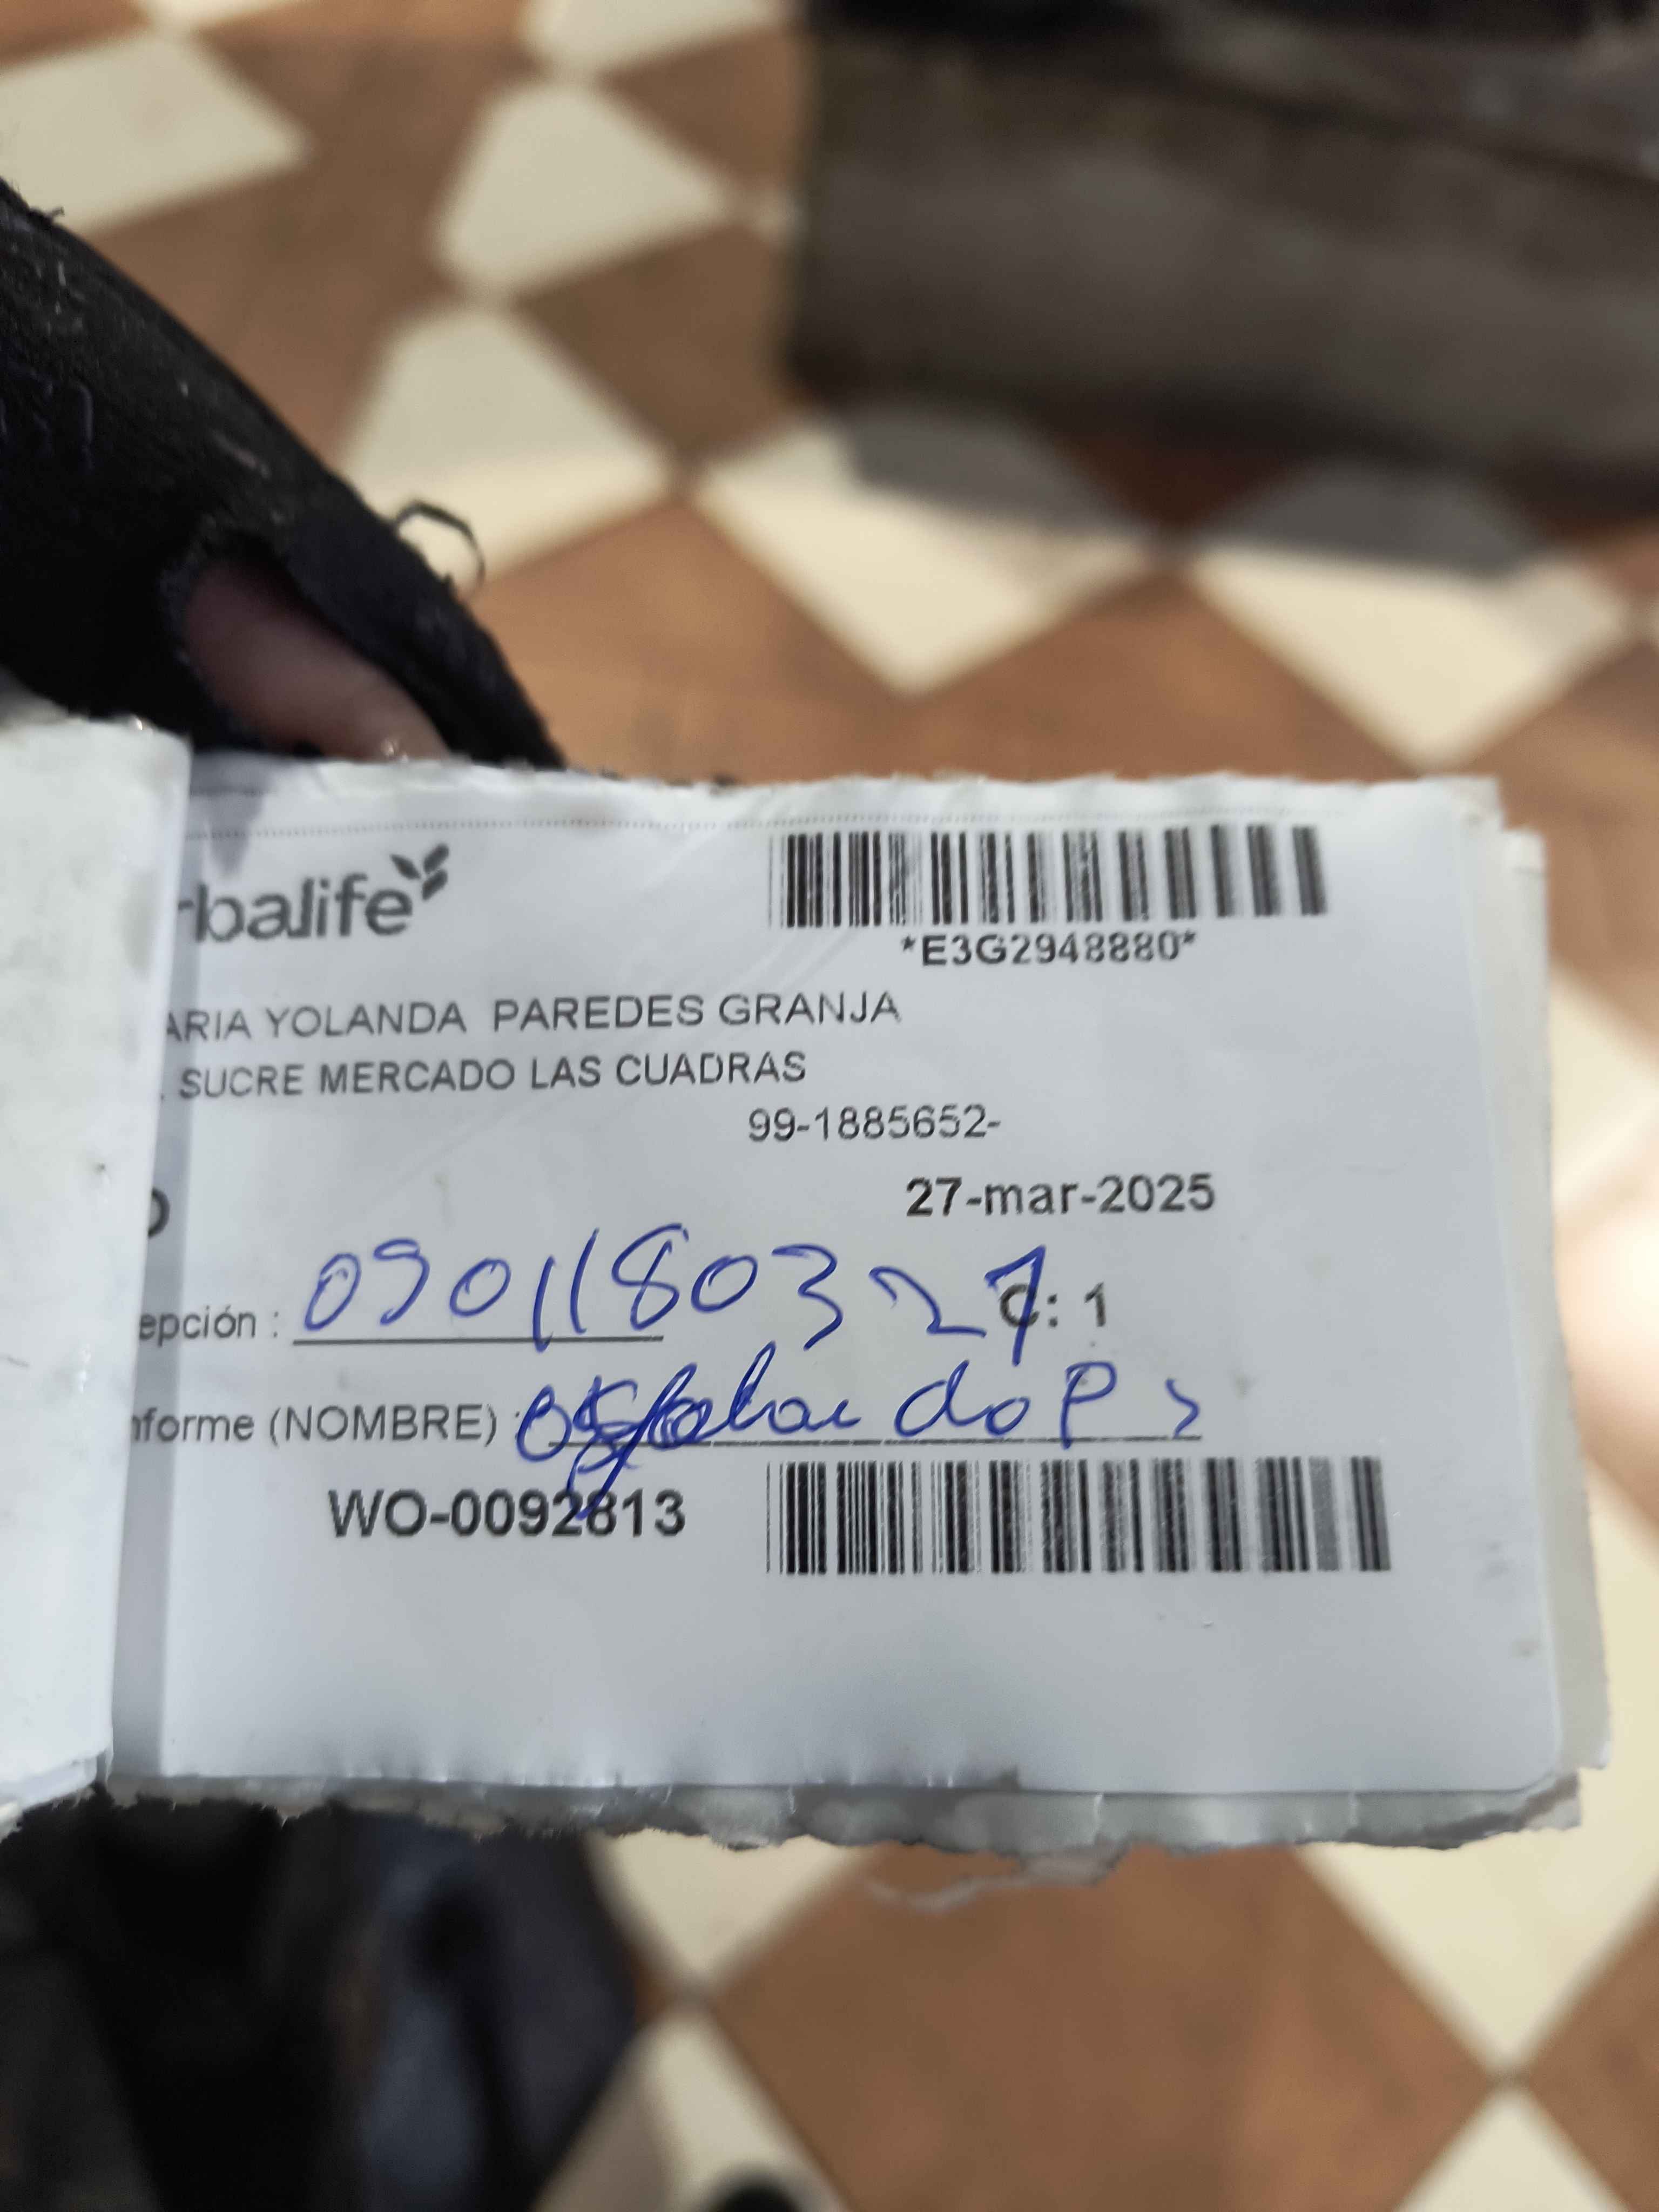 rbalife
*E3G2948880*
ARIA YOLANDA PAREDES GRANJA
. SUCRE MERCADO LAS CUADRAS
99-1885652-
27-mar-2025
epción : 0901180327 C: 1
nforme (NOMBRE) :
WO-0092813